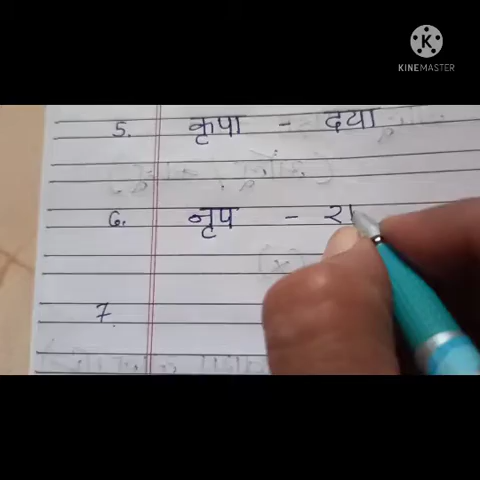 K
KINEMASTER
5. कृपा - दया
6. नृप - रा
7.